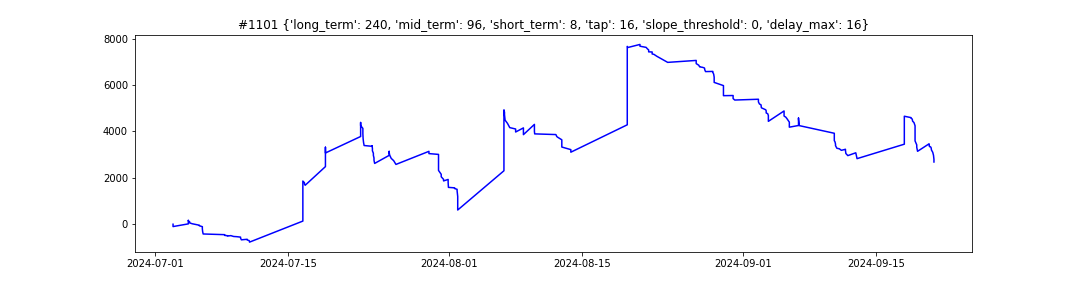 #1101 {'long_term': 240, 'mid_term': 96, 'short_term': 8, 'tap': 16, 'slope_threshold': 0, 'delay_max': 16}
8000
6000
4000
2000
0
2024-07-01 2024-07-15 2024-08-01 2024-08-15 2024-09-01 2024-09-15